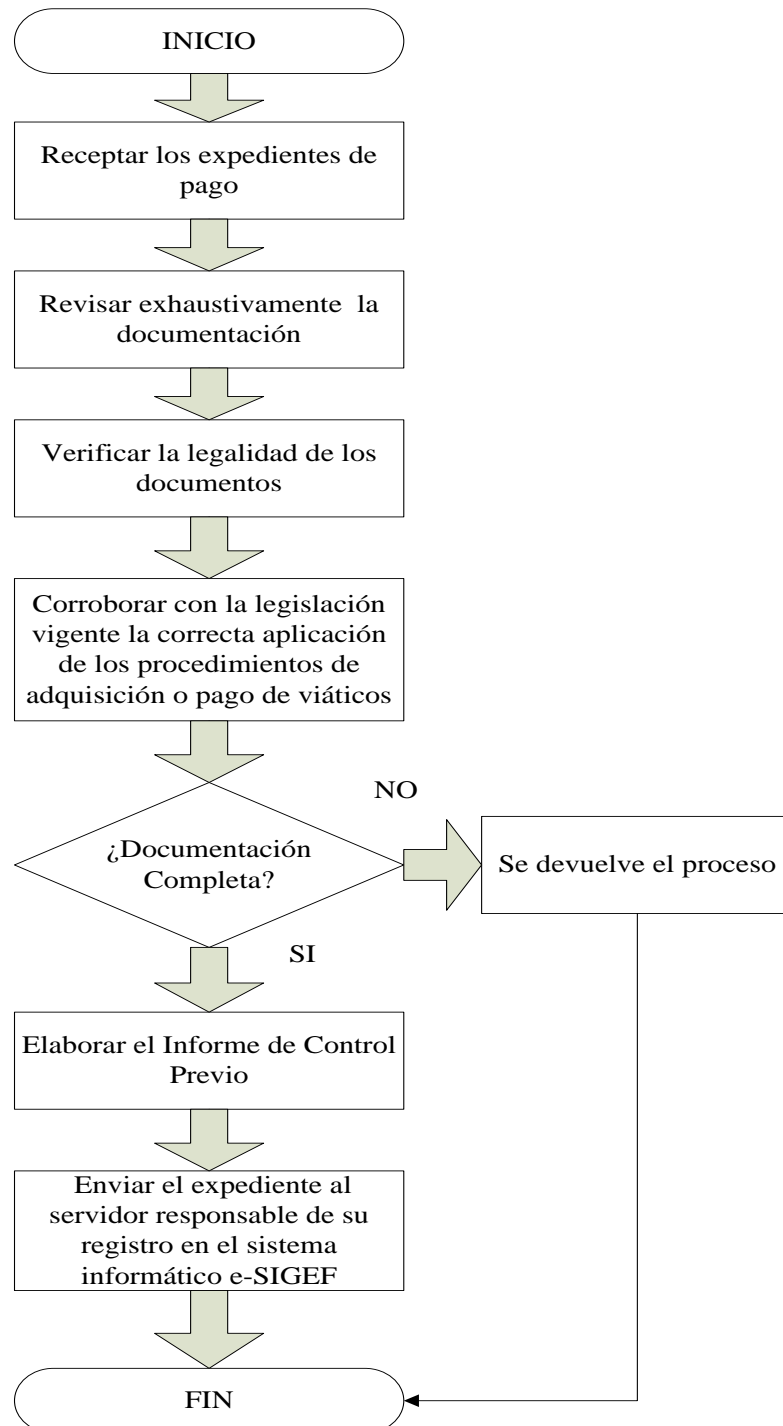 INICIO
Receptar los expedientes de
pago
Revisar exhaustivamente  la
documentación
Verificar la legalidad de los
documentos
Corroborar con la legislación
vigente la correcta aplicación
de los procedimientos de
adquisición o pago de viáticos
NO
¿Documentación
Completa?
Se devuelve el proceso
SI
Elaborar el Informe de Control
Previo
Enviar el expediente al
servidor responsable de su
registro en el sistema
informático e-SIGEF
FIN